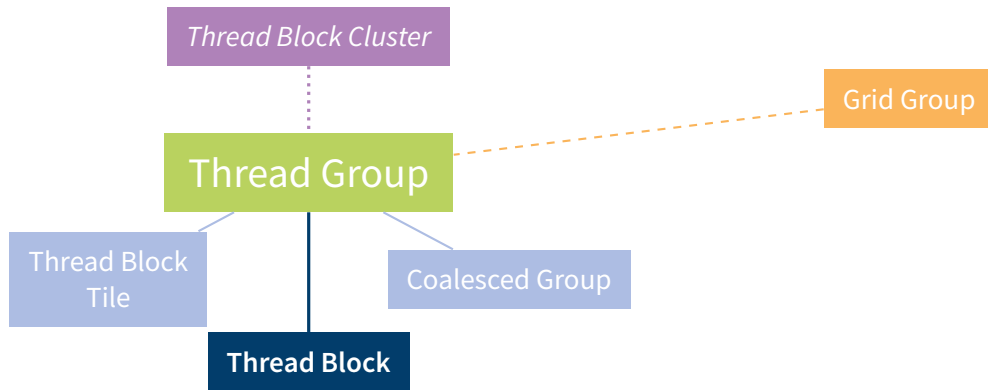 Thread Block Cluster
Grid Group
Thread Group
Thread Block
Tile
Coalesced Group
Thread Block